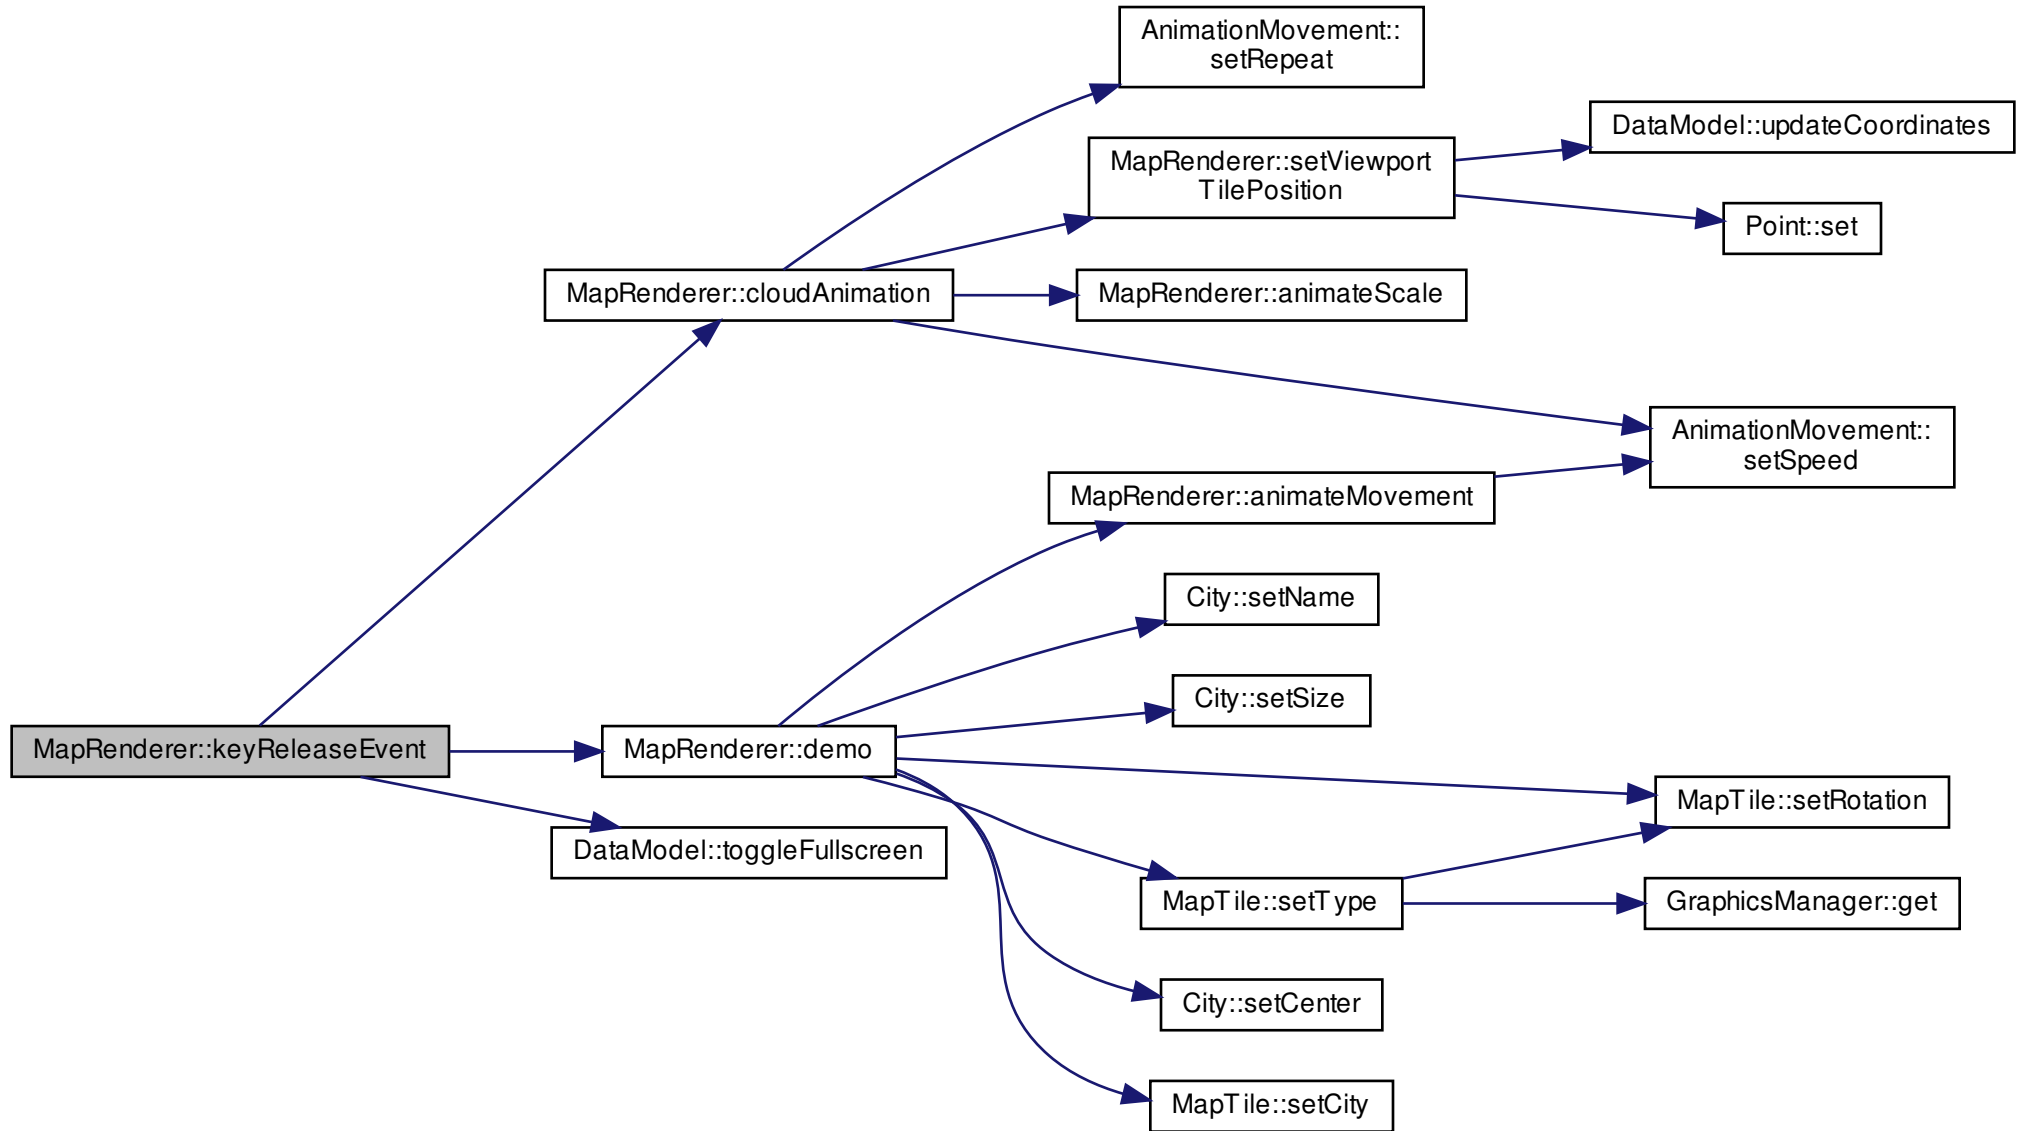 AnimationMovement::
setRepeat
DataModel::updateCoordinates
MapRenderer::setViewport
TilePosition
Point::set
MapRenderer::cloudAnimation
MapRenderer::animateScale
AnimationMovement::
setSpeed
MapRenderer::animateMovement
City::setName
City::setSize
MapRenderer::keyReleaseEvent
MapRenderer::demo
MapTile::setRotation
DataModel::toggleFullscreen
MapTile::setType
GraphicsManager::get
City::setCenter
MapTile::setCity